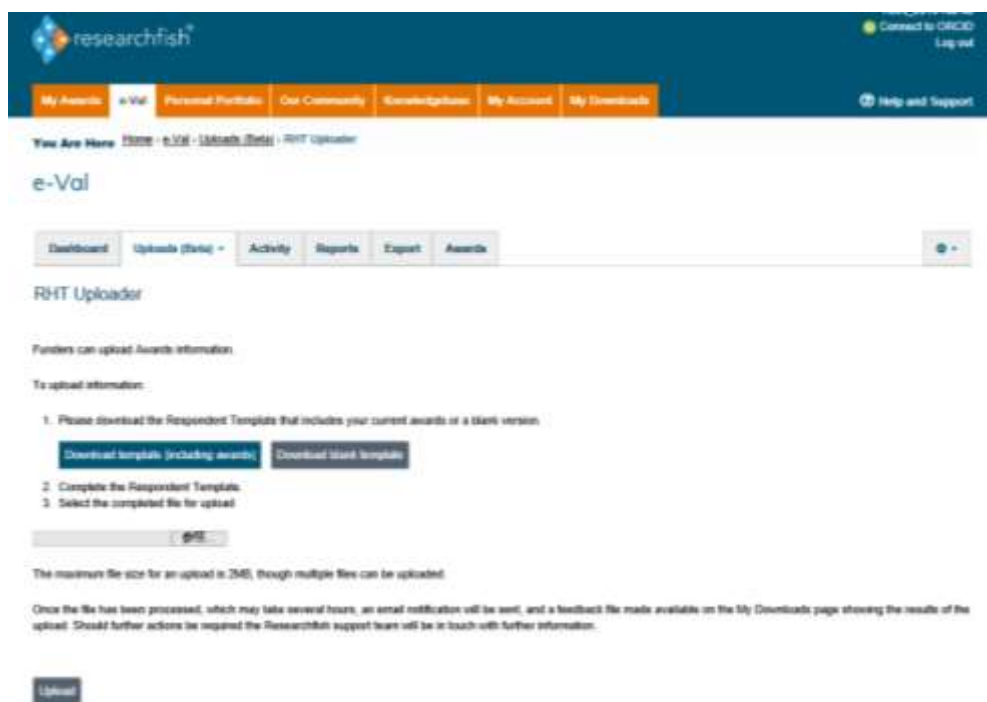 researchfish
Connect to ORCID
Log out
My Awards e-Val Personal Portfolio Our Community Knowledgebase My Account My Downloads
Help and Support
You Are Here Home - e-Val - Uploads (Beta) - RHT Uploader
e-Val
Dashboard Uploads (Beta) Activity Reports Export Awards
RHT Uploader
Funders can upload Awards information.
To upload information:
1. Please download the Respondent Template that includes your current awards or a blank version.
Download template (including awards) Download blank template
2. Complete the Respondent Template.
3. Select the completed file for upload
The maximum file size for an upload is 2MB, though multiple files can be uploaded.
Once the file has been processed, which may take several hours, an email notification will be sent, and a feedback file made available on the My Downloads page showing the results of the
upload. Should further actions be required the Researchfish support team will be in touch with further information.
Upload